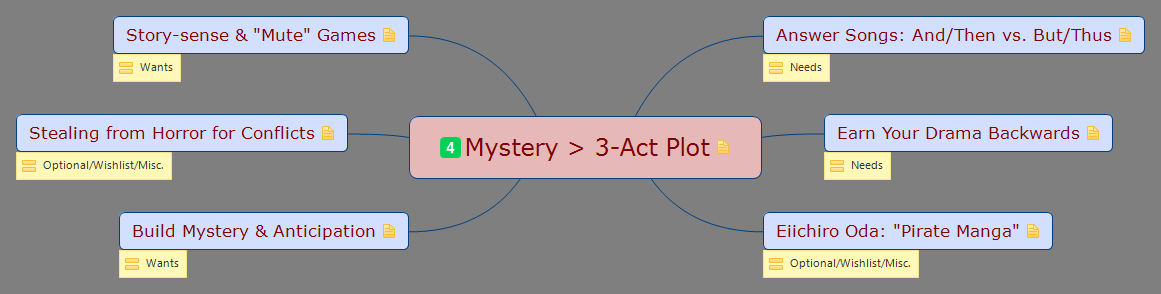 Story-sense & "Mute" Games
Wants
Answer Songs: And/Then vs. But/Thus
Needs
Stealing from Horror for Conflicts
Optional/Wishlist/Misc.
4 Mystery > 3-Act Plot
Earn Your Drama Backwards
Needs
Build Mystery & Anticipation
Wants
Eiichiro Oda: "Pirate Manga"
Optional/Wishlist/Misc.